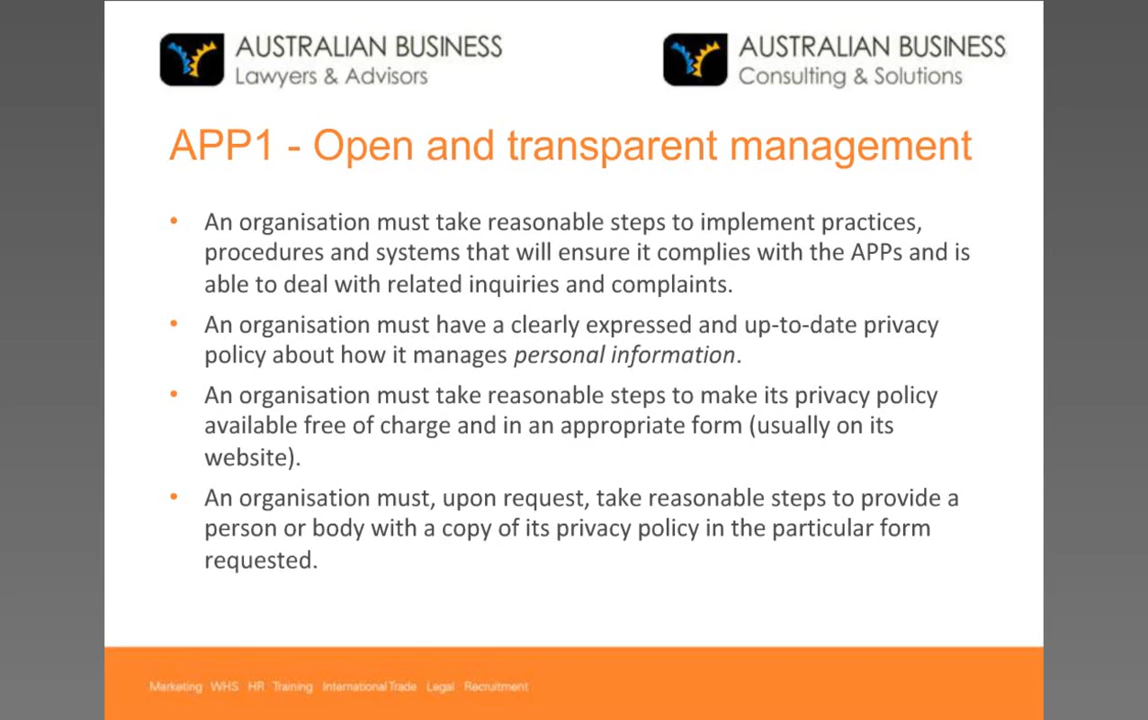 AUSTRALIAN BUSINESS
Lawyers & Advisors
AUSTRALIAN BUSINESS
Consulting & Solutions
APP1 - Open and transparent management
• An organisation must take reasonable steps to implement practices,
procedures and systems that will ensure it complies with the APPs and is
able to deal with related inquiries and complaints.
• An organisation must have a clearly expressed and up-to-date privacy
policy about how it manages personal information.
• An organisation must take reasonable steps to make its privacy policy
available free of charge and in an appropriate form (usually on its
website).
• An organisation must, upon request, take reasonable steps to provide a
person or body with a copy of its privacy policy in the particular form
requested.
Marketing WHS HR Training International Trade Legal Recruitment